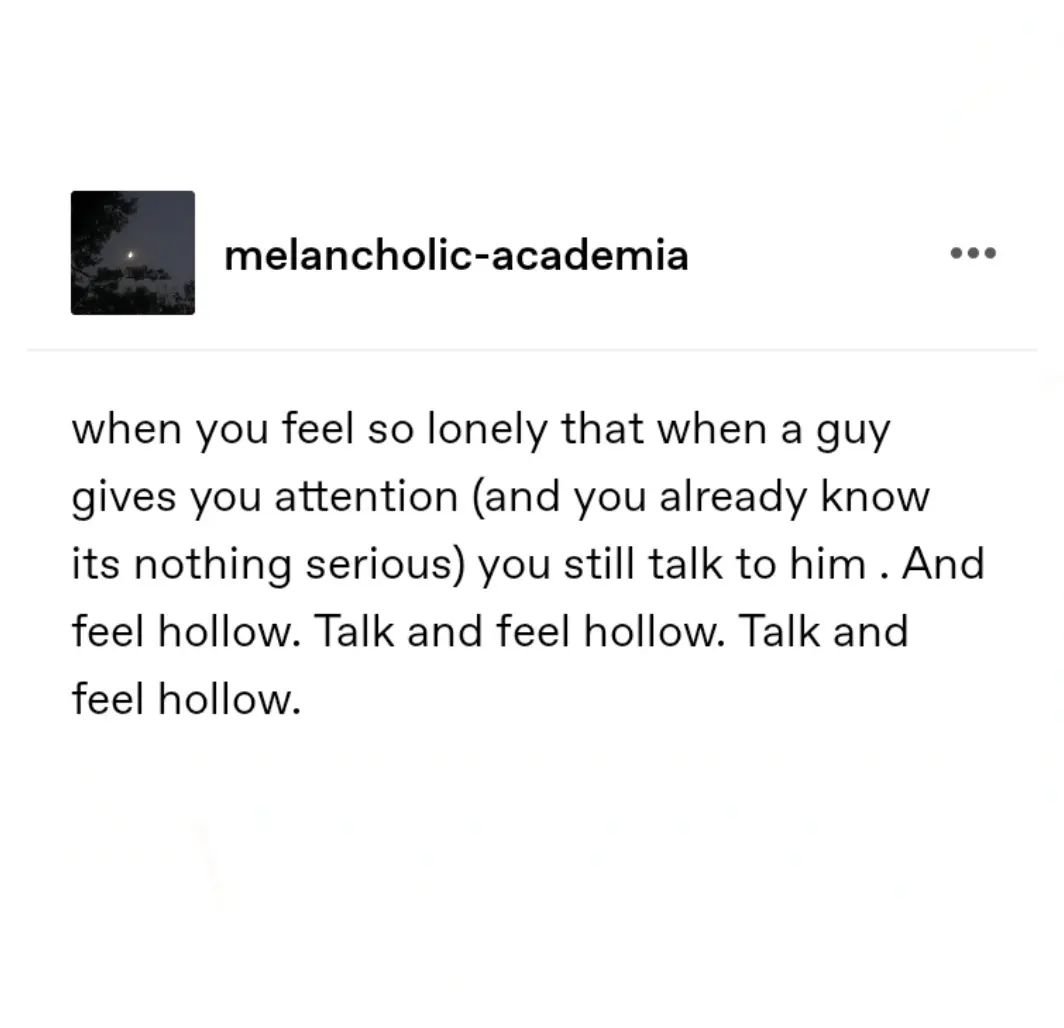 melancholic-academia
when you feel so lonely that when a guy
gives you attention (and you already know
its nothing serious) you still talk to him . And
feel hollow. Talk and feel hollow. Talk and
feel hollow.